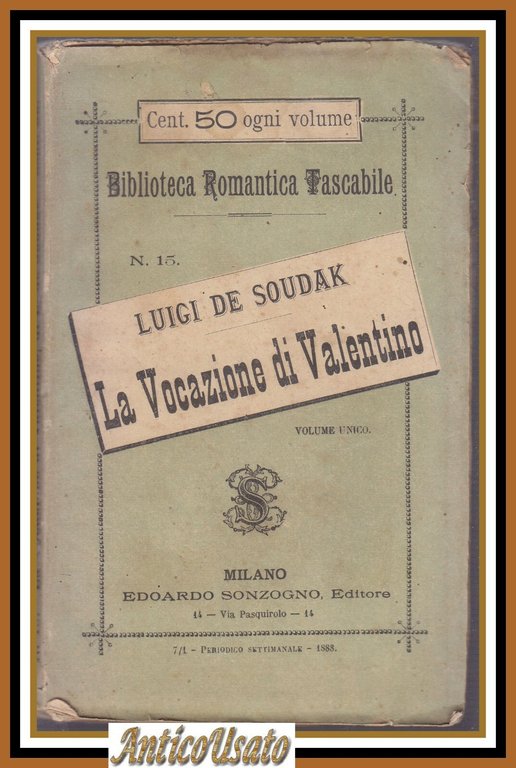 Cent. 50 ogni volume
Biblioteca Romantica Tascabile
N. 15.
LUIGI DE SOUDAK
La Vocazione di Valentino
VOLUME UNICO.
S
MILANO
EDOARDO SONZOGNO, Editore
14 — Via Pasquirolo — 14
7/1 - PERIODICO SETTIMANALE - 1888.
AnticoUsato